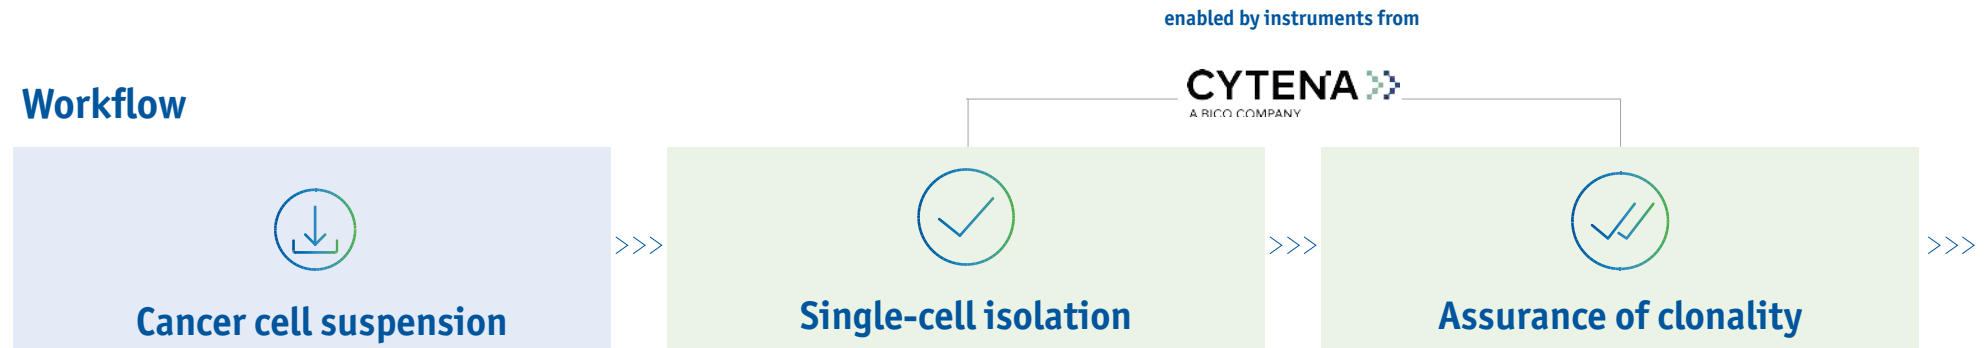 enabled by instruments from
CYTENA
A BICO COMPANY
Workflow
Cancer cell suspension
Single-cell isolation
Assurance of clonality